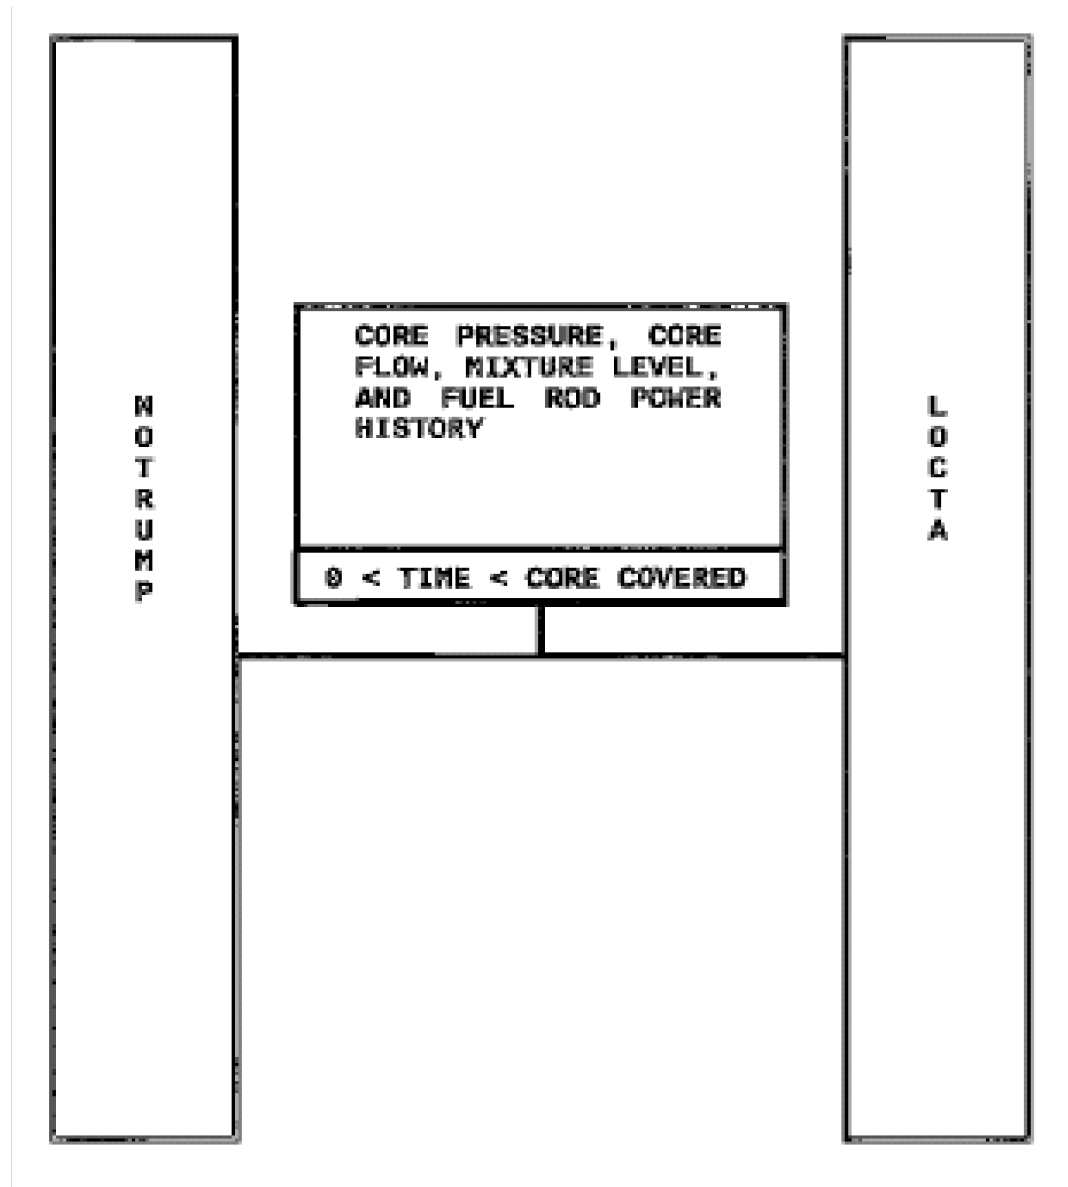 NOTRUMP
CORE PRESSURE, CORE
FLOW, MIXTURE LEVEL,
AND FUEL ROD POWER
HISTORY
0 < TIME < CORE COVERED
LOCTA